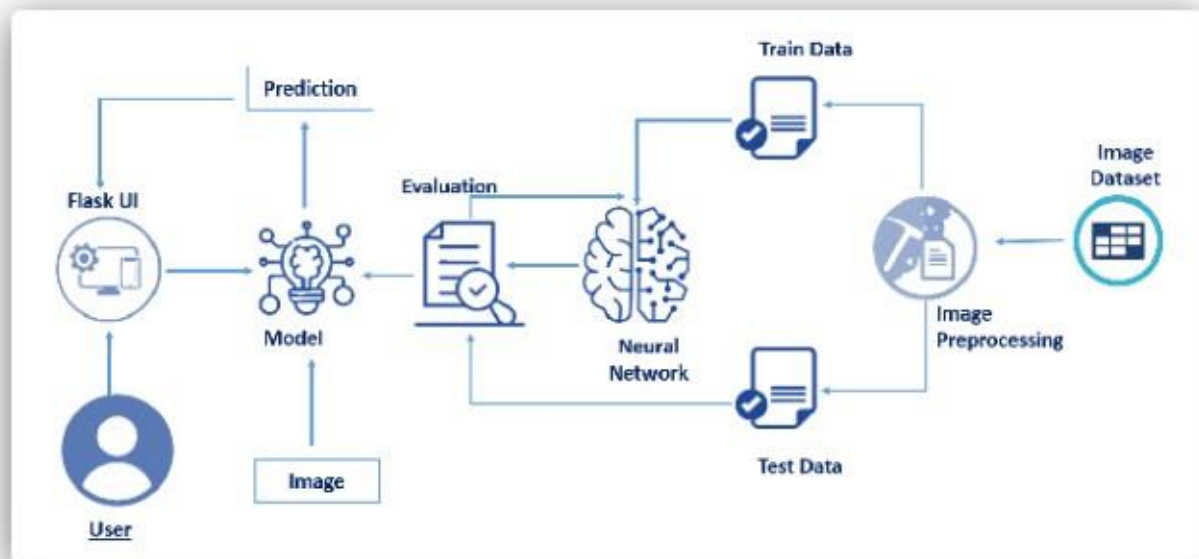 Train Data
Prediction
Image
Dataset
Evaluation
Flask UI
Image
Preprocessing
Model
Neural
Network
Image
Test Data
User